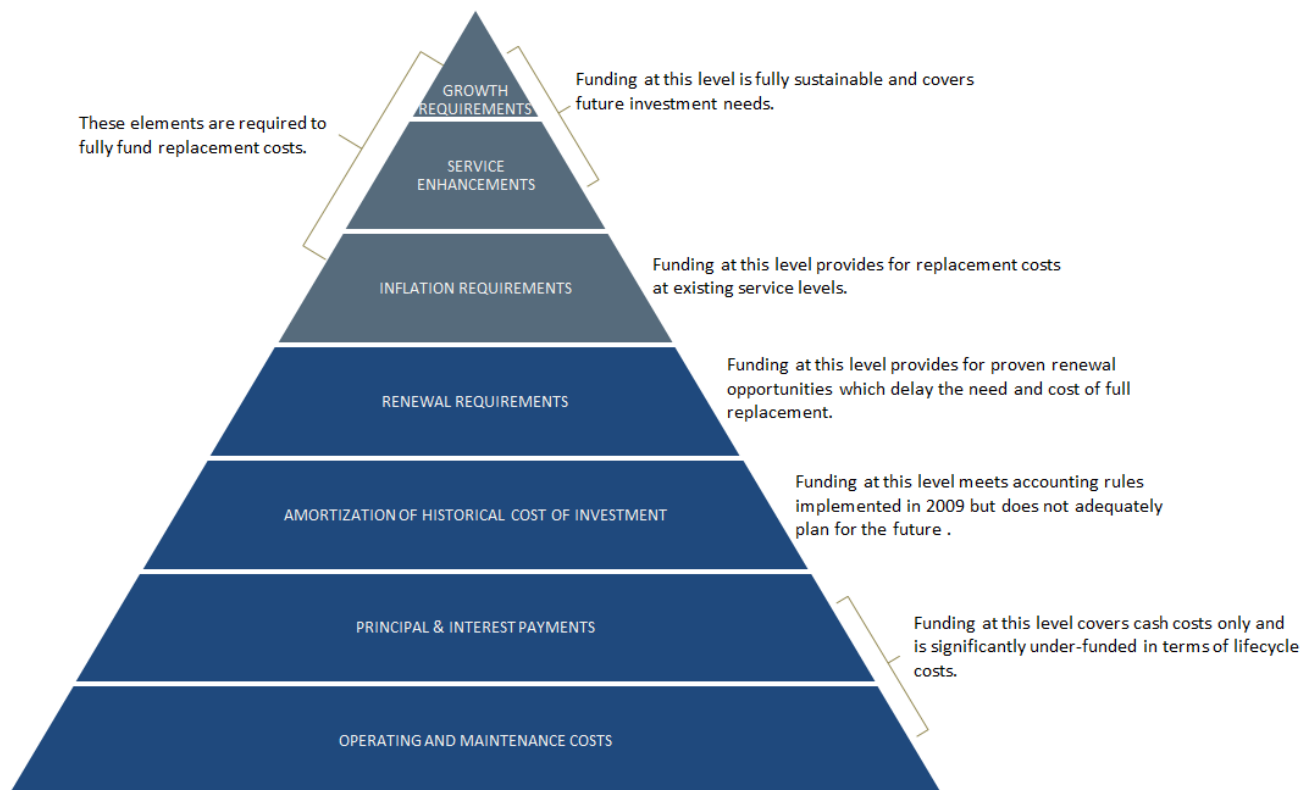 GROWTH
REQUIREMENTS
Funding at this level is fully sustainable and covers
future investment needs.
These elements are required to
fully fund replacement costs.
SERVICE
ENHANCEMENTS
INFLATION REQUIREMENTS
Funding at this level provides for replacement costs
at existing service levels.
RENEWAL REQUIREMENTS
Funding at this level provides for proven renewal
opportunities which delay the need and cost of full
replacement.
AMORTIZATION OF HISTORICAL COST OF INVESTMENT
Funding at this level meets accounting rules
implemented in 2009 but does not adequately
plan for the future .
PRINCIPAL & INTEREST PAYMENTS
Funding at this level covers cash costs only and
is significantly under-funded in terms of lifecycle
costs.
OPERATING AND MAINTENANCE COSTS